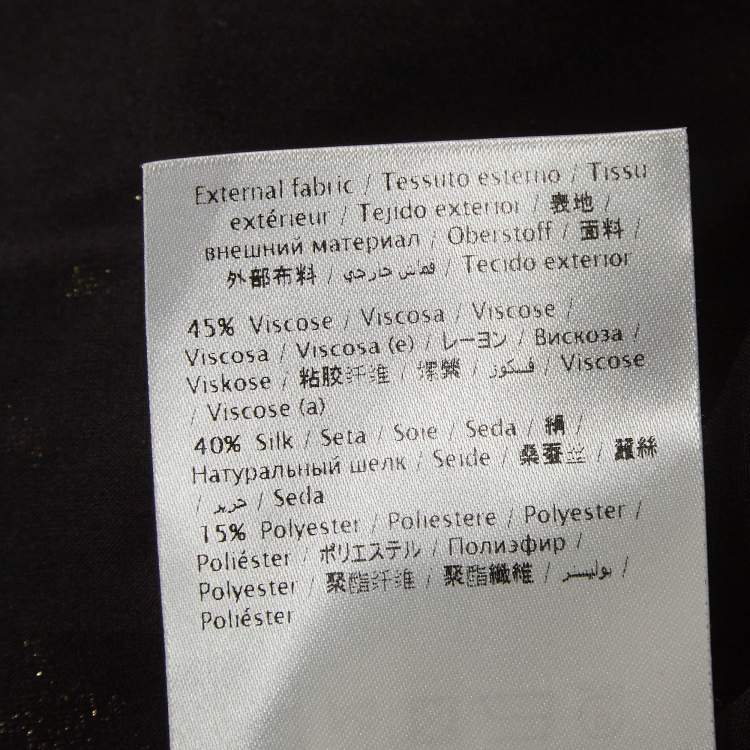 External fabric / Tessuto esterno / Tissu
extérieur / Tejido exterior / 表地 /
внешний материал / Oberstoff / 面料 /
外部布料 / قماش خارجي / Tecido exterior
45% Viscose / Viscosa / Viscose /
Viscosa / Viscosa (e) / レーヨン / Вискоза /
Viskose / 粘胶纤维 / 嫘縈 / فسكوز / Viscose
/ Viscose (a)
40% Silk / Seta / Soie / Seda / 絹 /
Натуральный шелк / Seide / 桑蚕丝 / 蠶絲
/ حرير / Seda
15% Polyester / Poliestere / Polyester /
Poliéster / ポリエステル / Полиэфир /
Polyester / 聚酯纤维 / 聚酯纖維 / بوليستر /
Poliéster